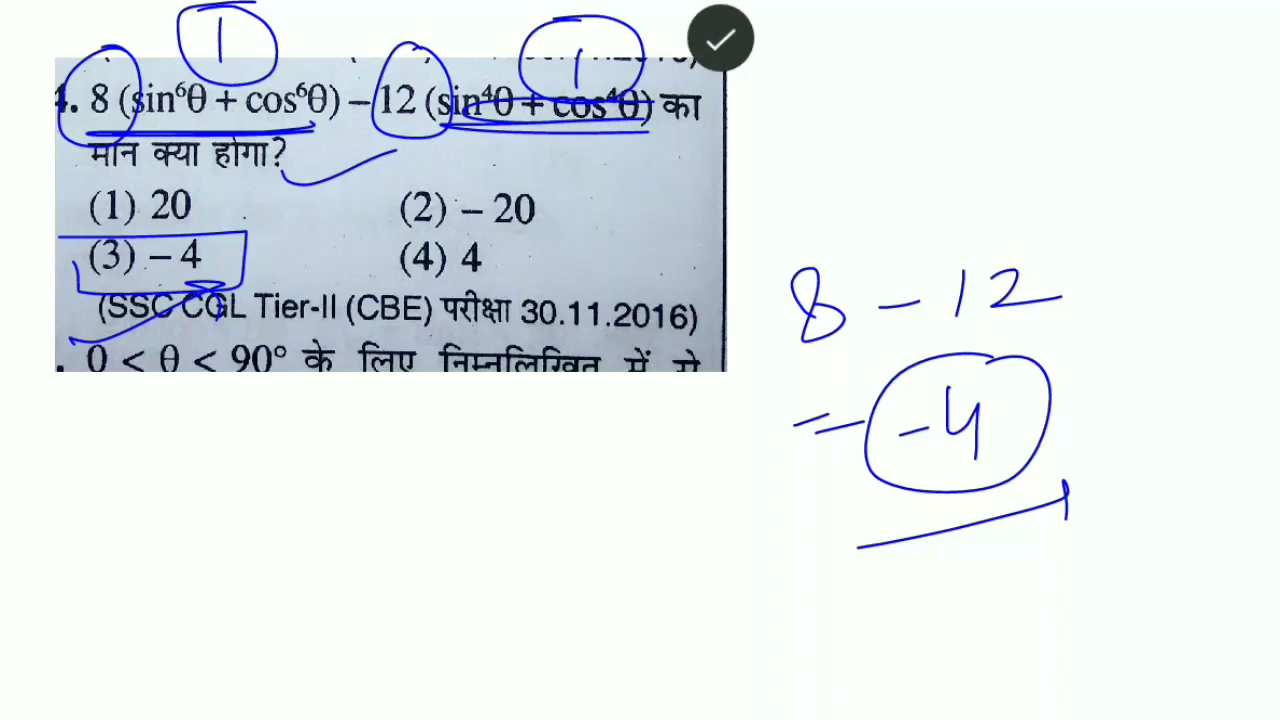 1
1
4. 8 (sin⁶θ + cos⁶θ) – 12 (sin⁴θ + cos⁴θ) का
मान क्या होगा?
(1) 20 (2) – 20
(3) – 4 (4) 4
(SSC CGL Tier-II (CBE) परीक्षा 30.11.2016)
0 < θ < 90° के लिए निम्नलिखित में से
8 – 12
= – 4